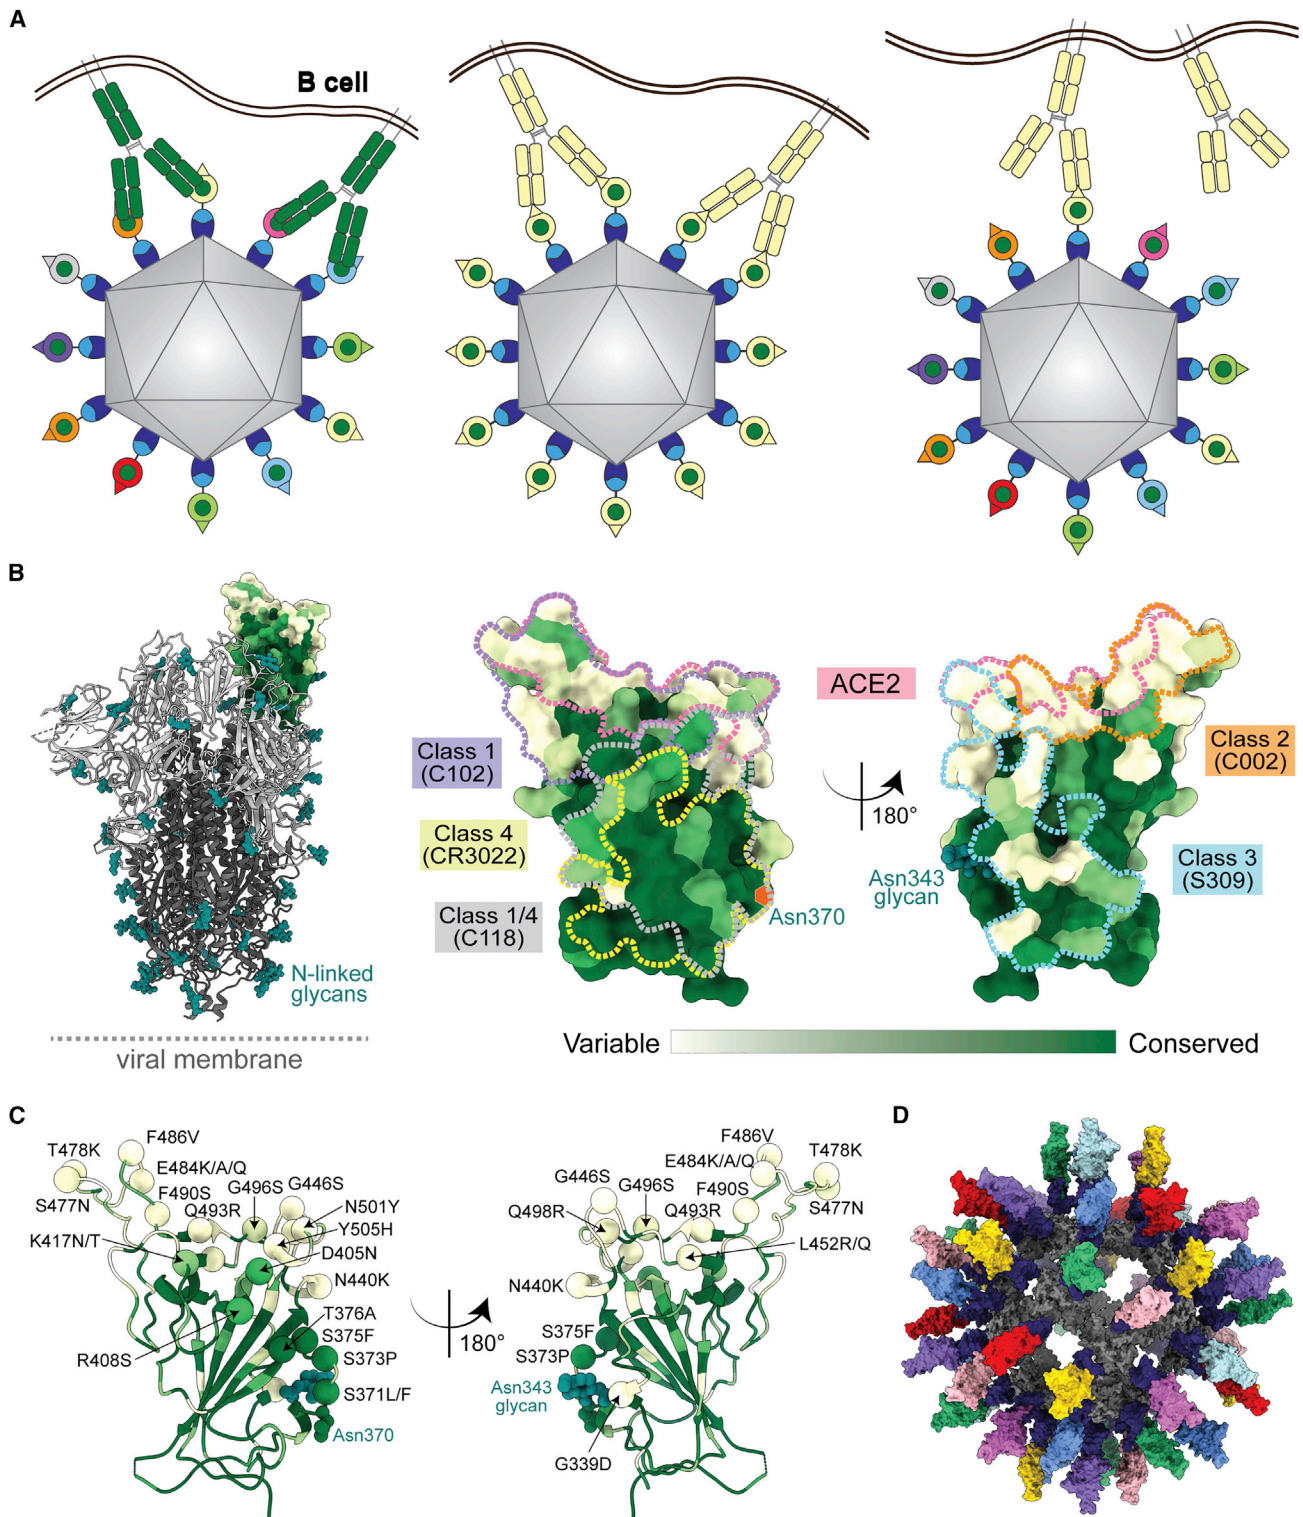 A
B cell
B
ACE2
Class 1
(C102)
Class 2
(C002)
Class 4
(CR3022)
180°
Asn343
glycan
Class 3
(S309)
Class 1/4
(C118)
Asn370
N-linked
glycans
viral membrane
Variable
Conserved
C
D
F486V
T478K
E484K/A/Q
S477N
F490S
G496S
G446S
Q493R
N501Y
Y505H
K417N/T
D405N
N440K
T376A
S375F
R408S
S373P
S371L/F
Asn370
180°
F486V
T478K
E484K/A/Q
G446S
G496S
F490S
S477N
Q498R
Q493R
L452R/Q
N440K
S375F
S373P
Asn343
glycan
G339D